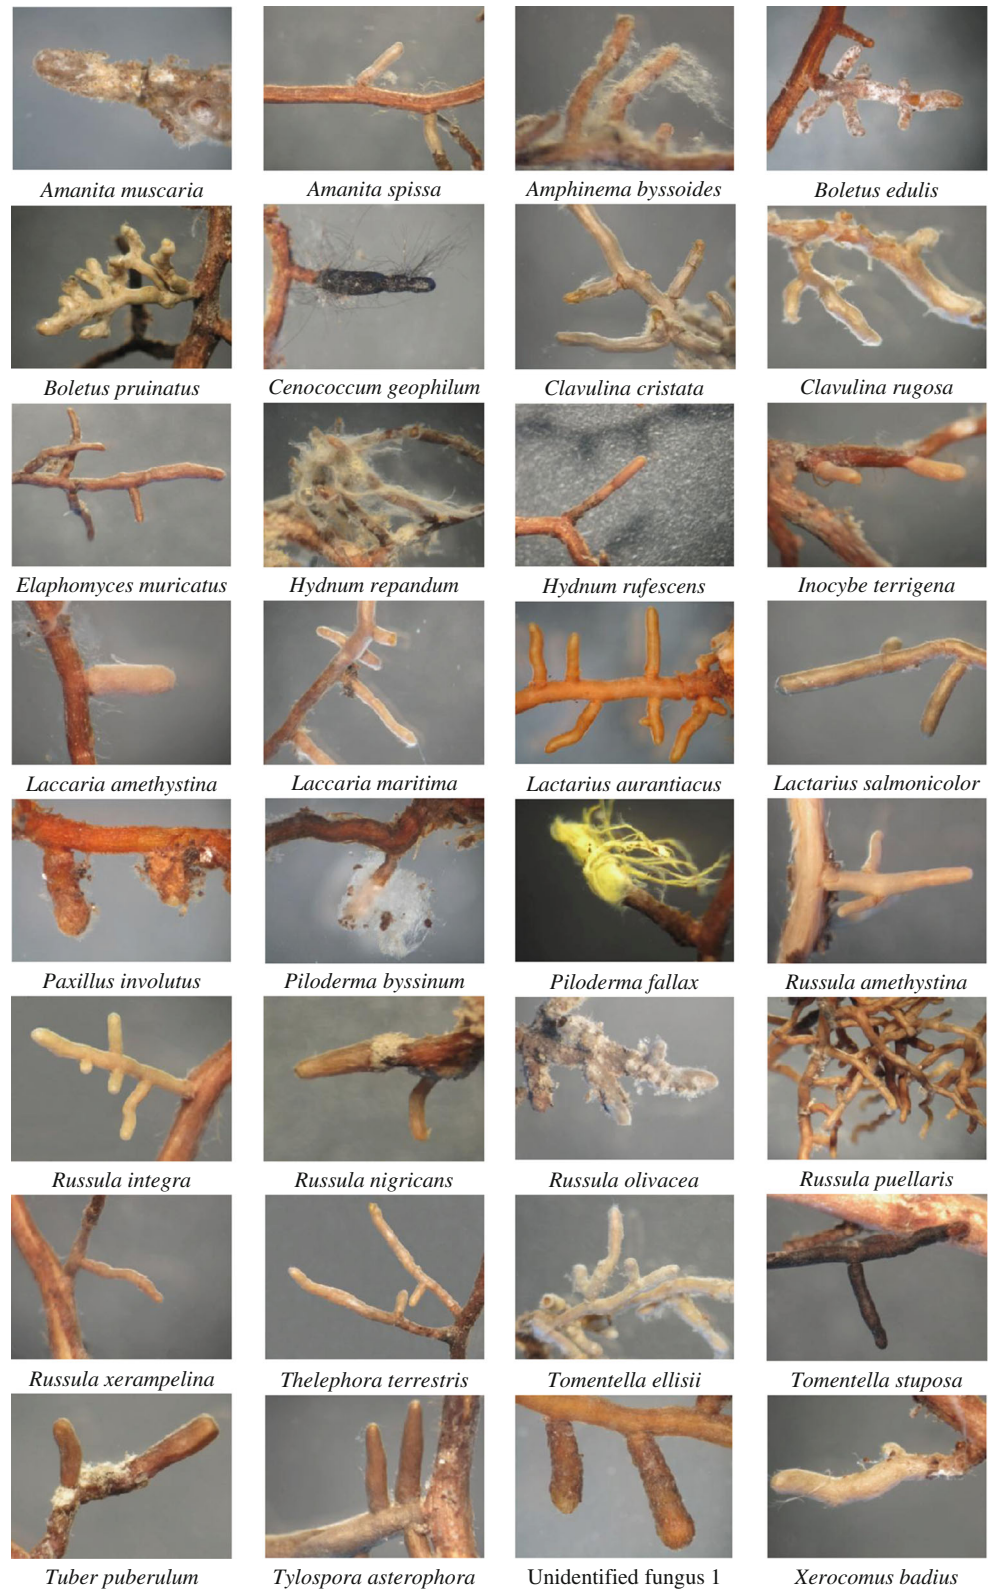 Amanita muscaria
Amanita spissa
Amphinema byssoides
Boletus edulis
Boletus pruinatus
Cenococcum geophilum
Clavulina cristata
Clavulina rugosa
Elaphomyces muricatus
Hydnum repandum
Hydnum rufescens
Inocybe terrigena
Laccaria amethystina
Laccaria maritima
Lactarius aurantiacus
Lactarius salmonicolor
Paxillus involutus
Piloderma byssinum
Piloderma fallax
Russula amethystina
Russula integra
Russula nigricans
Russula olivacea
Russula puellaris
Russula xerampelina
Thelephora terrestris
Tomentella ellisii
Tomentella stuposa
Tuber puberulum
Tylospora asterophora
Unidentified fungus 1
Xerocomus badius